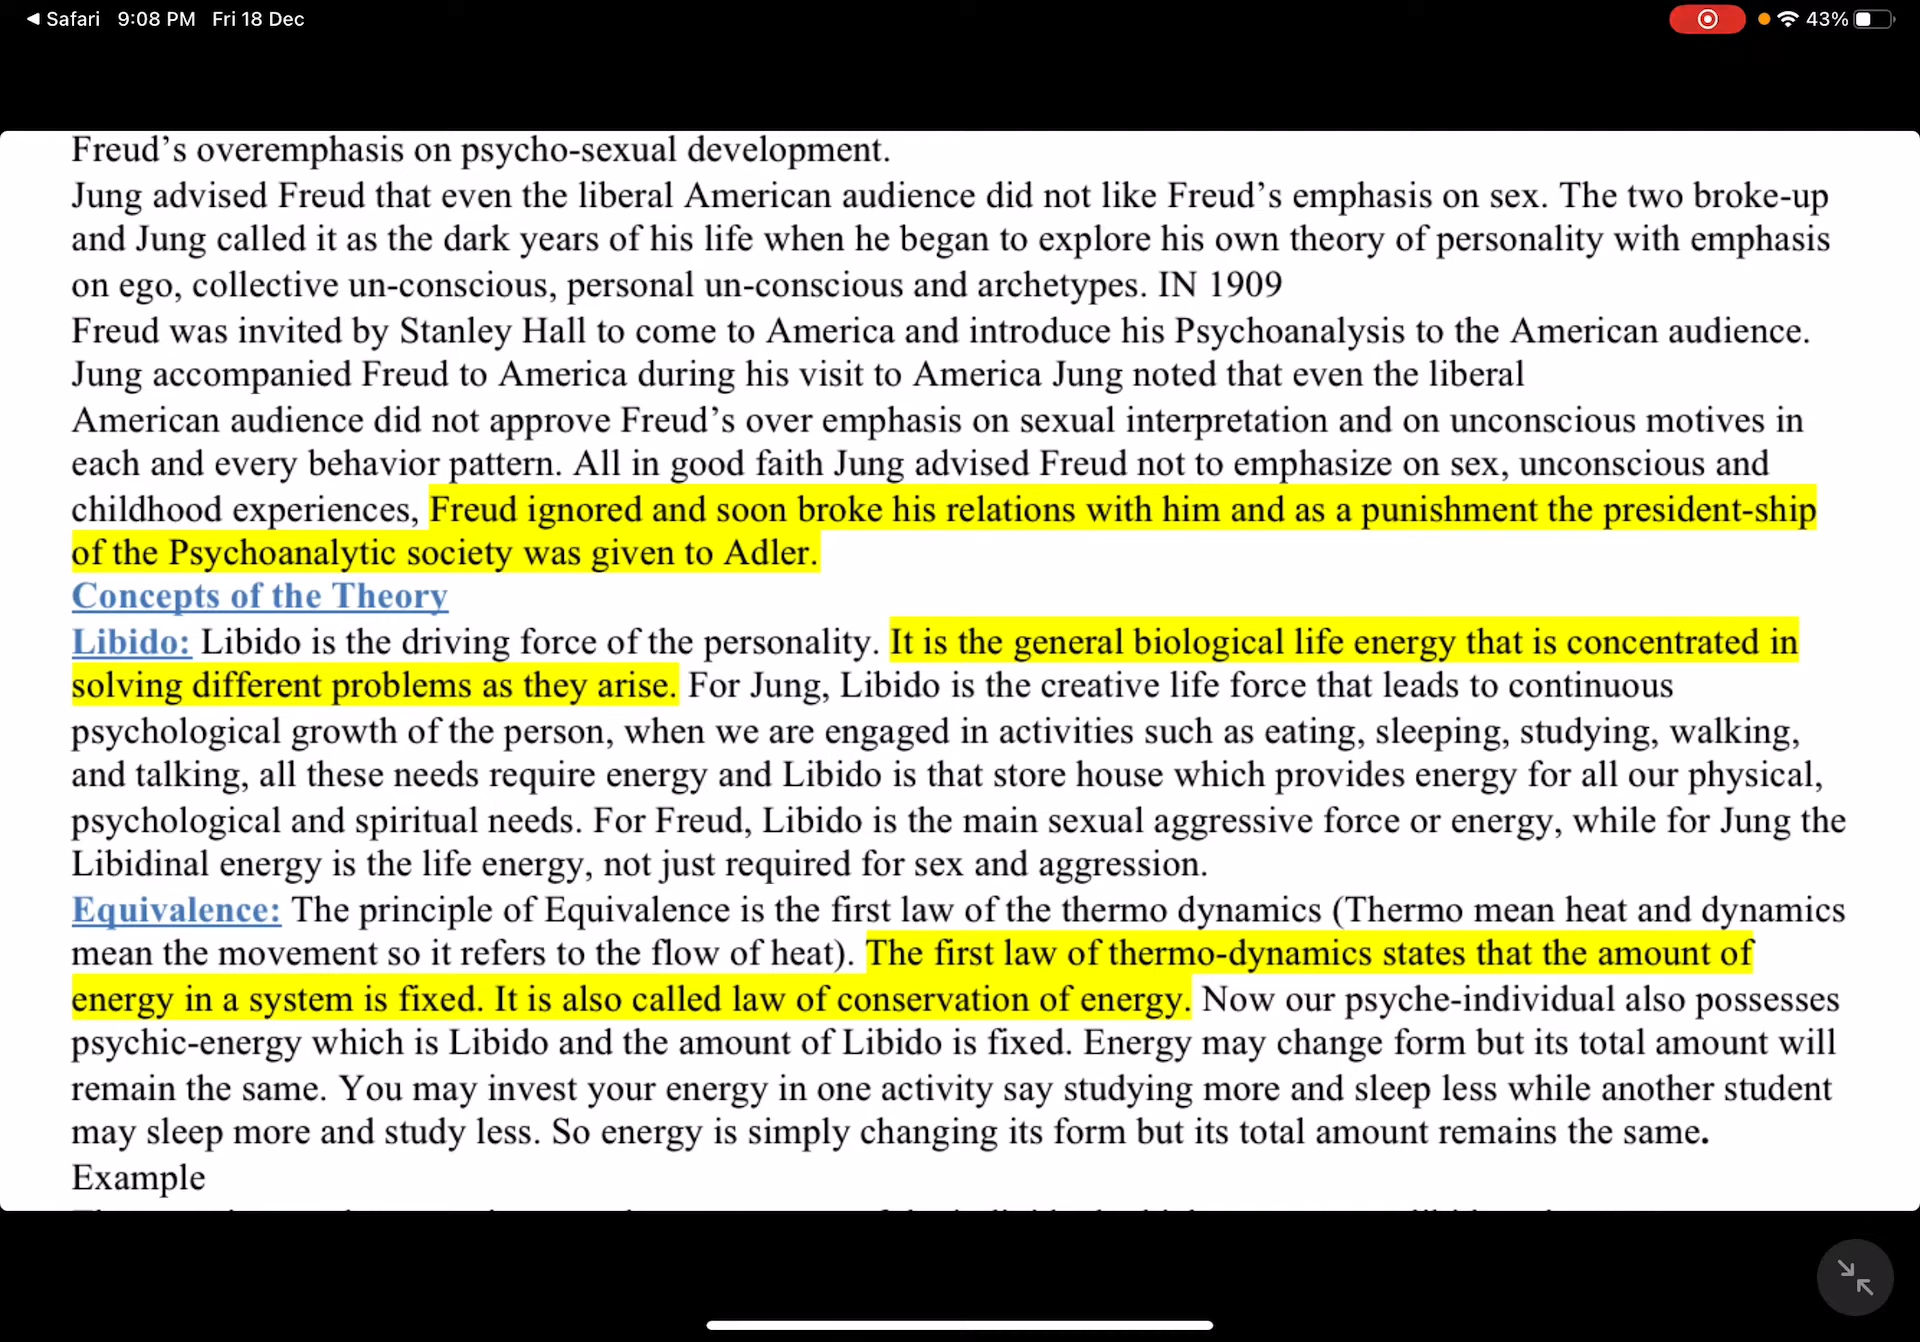 Safari 9:08 PM Fri 18 Dec 43%
Freud’s overemphasis on psycho-sexual development.
Jung advised Freud that even the liberal American audience did not like Freud’s emphasis on sex. The two broke-up
and Jung called it as the dark years of his life when he began to explore his own theory of personality with emphasis
on ego, collective un-conscious, personal un-conscious and archetypes. IN 1909
Freud was invited by Stanley Hall to come to America and introduce his Psychoanalysis to the American audience.
Jung accompanied Freud to America during his visit to America Jung noted that even the liberal
American audience did not approve Freud’s over emphasis on sexual interpretation and on unconscious motives in
each and every behavior pattern. All in good faith Jung advised Freud not to emphasize on sex, unconscious and
childhood experiences, Freud ignored and soon broke his relations with him and as a punishment the president-ship
of the Psychoanalytic society was given to Adler.
Concepts of the Theory
Libido: Libido is the driving force of the personality. It is the general biological life energy that is concentrated in
solving different problems as they arise. For Jung, Libido is the creative life force that leads to continuous
psychological growth of the person, when we are engaged in activities such as eating, sleeping, studying, walking,
and talking, all these needs require energy and Libido is that store house which provides energy for all our physical,
psychological and spiritual needs. For Freud, Libido is the main sexual aggressive force or energy, while for Jung the
Libidinal energy is the life energy, not just required for sex and aggression.
Equivalence: The principle of Equivalence is the first law of the thermo dynamics (Thermo mean heat and dynamics
mean the movement so it refers to the flow of heat). The first law of thermo-dynamics states that the amount of
energy in a system is fixed. It is also called law of conservation of energy. Now our psyche-individual also possesses
psychic-energy which is Libido and the amount of Libido is fixed. Energy may change form but its total amount will
remain the same. You may invest your energy in one activity say studying more and sleep less while another student
may sleep more and study less. So energy is simply changing its form but its total amount remains the same.
Example